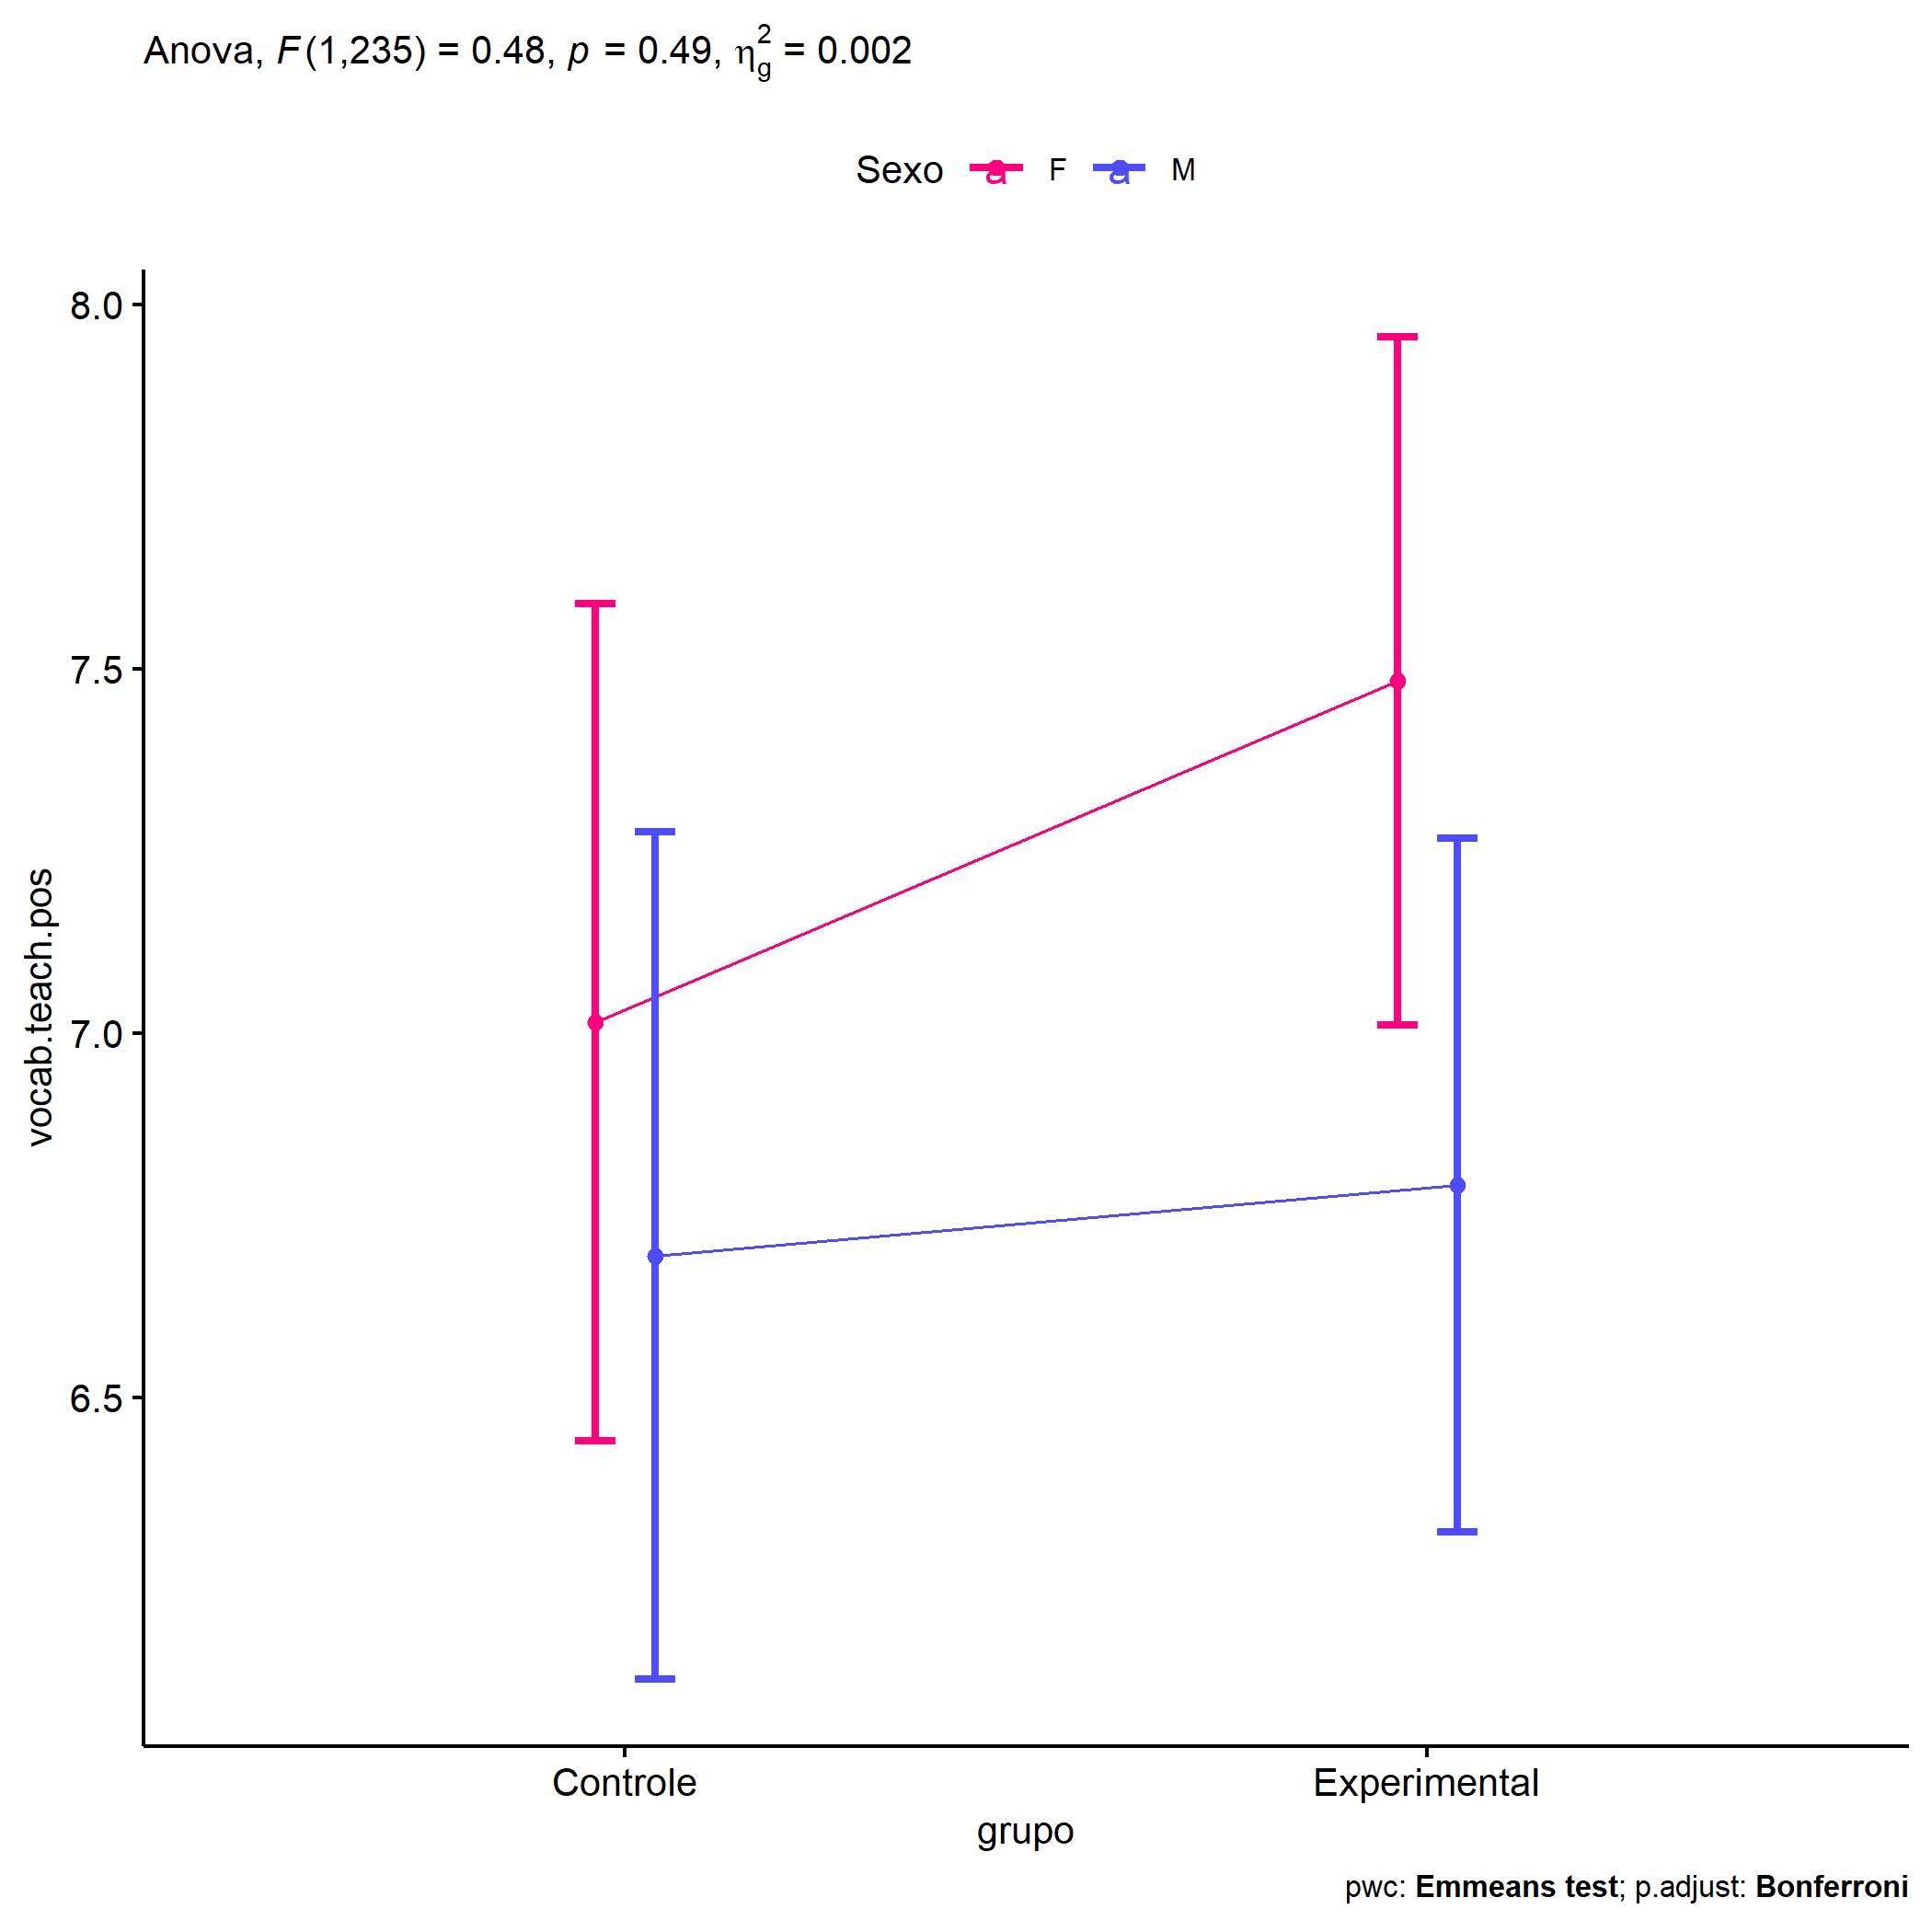 Anova, F(1,235) = 0.48, p = 0.49, η²g = 0.002
Sexo a F a M
8.0
7.5
7.0
6.5
vocab.teach.pos
Controle Experimental
grupo
pwc: Emmeans test; p.adjust: Bonferroni